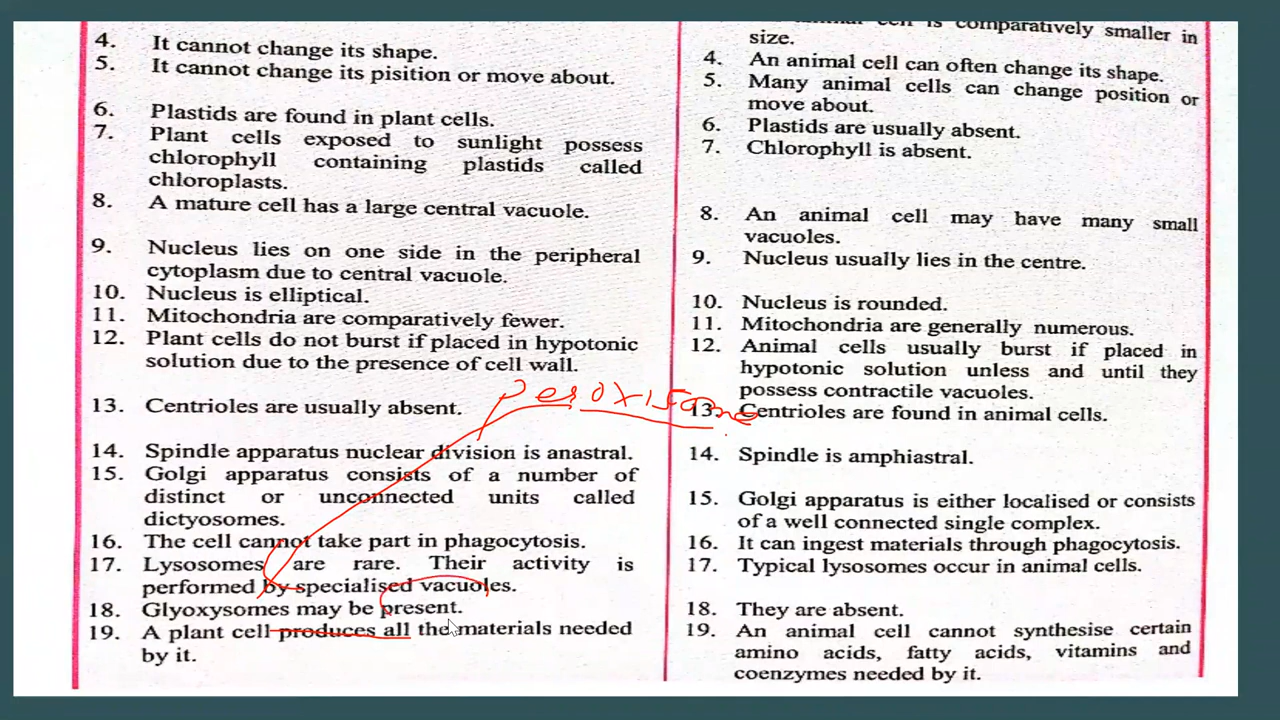 4. It cannot change its shape.
5. It cannot change its pisition or move about.
6. Plastids are found in plant cells.
7. Plant cells exposed to sunlight possess
chlorophyll containing plastids called
chloroplasts.
8. A mature cell has a large central vacuole.
9. Nucleus lies on one side in the peripheral
cytoplasm due to central vacuole.
10. Nucleus is elliptical.
11. Mitochondria are comparatively fewer.
12. Plant cells do not burst if placed in hypotonic
solution due to the presence of cell wall.
13. Centrioles are usually absent.
14. Spindle apparatus nuclear division is anastral.
15. Golgi apparatus consists of a number of
distinct or unconnected units called
dictyosomes.
16. The cell cannot take part in phagocytosis.
17. Lysosomes are rare. Their activity is
performed by specialised vacuoles.
18. Glyoxysomes may be present.
19. A plant cell produces all the materials needed
by it.
cell is comparatively smaller in
size.
4. An animal cell can often change its shape.
5. Many animal cells can change position or
move about.
6. Plastids are usually absent.
7. Chlorophyll is absent.
8. An animal cell may have many small
vacuoles.
9. Nucleus usually lies in the centre.
10. Nucleus is rounded.
11. Mitochondria are generally numerous.
12. Animal cells usually burst if placed in
hypotonic solution unless and until they
possess contractile vacuoles.
13. Centrioles are found in animal cells.
14. Spindle is amphiastral.
15. Golgi apparatus is either localised or consists
of a well connected single complex.
16. It can ingest materials through phagocytosis.
17. Typical lysosomes occur in animal cells.
18. They are absent.
19. An animal cell cannot synthesise certain
amino acids, fatty acids, vitamins and
coenzymes needed by it.
Peroxisome